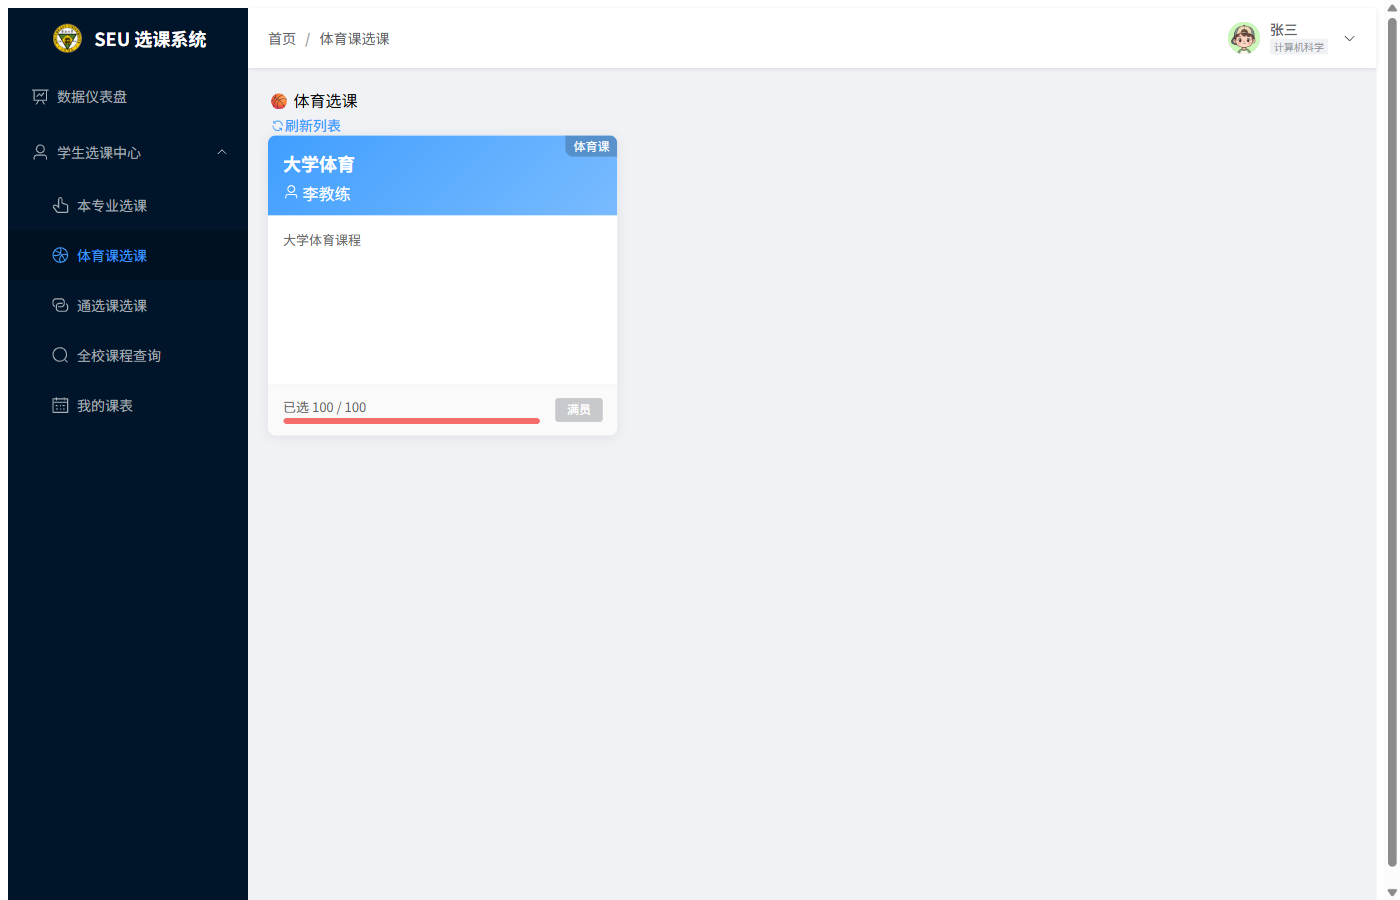 SEU 选课系统
数据仪表盘
学生选课中心
本专业选课
体育课选课
通选课选课
全校课程查询
我的课表
首页 / 体育课选课
张三
计算机科学
体育选课
刷新列表
体育课
大学体育
李教练
大学体育课程
已选 100 / 100
满员